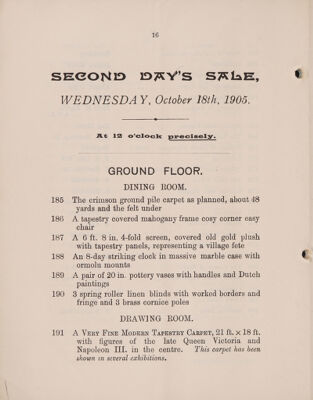 16
SECOND DAY'S SALE,
WEDNESDAY, October 18th, 1905.
At 12 o'clock precisely.
GROUND FLOOR.
DINING ROOM.
185 The crimson ground pile carpet as planned, about 48
yards and the felt under
186 A tapestry covered mahogany frame cosy corner easy
chair
187 A 6 ft. 8 in. 4-fold screen, covered old gold plush
with tapestry panels, representing a village fete
188 An 8-day striking clock in massive marble case with
ormolu mounts
189 A pair of 20 in. pottery vases with handles and Dutch
paintings
190 3 spring roller linen blinds with worked borders and
fringe and 3 brass cornice poles
DRAWING ROOM.
191 A VERY FINE MODERN TAPESTRY CARPET, 21 ft. × 18 ft.
with figures of the late Queen Victoria and
Napoleon III. in the centre. This carpet has been
shown in several exhibitions.